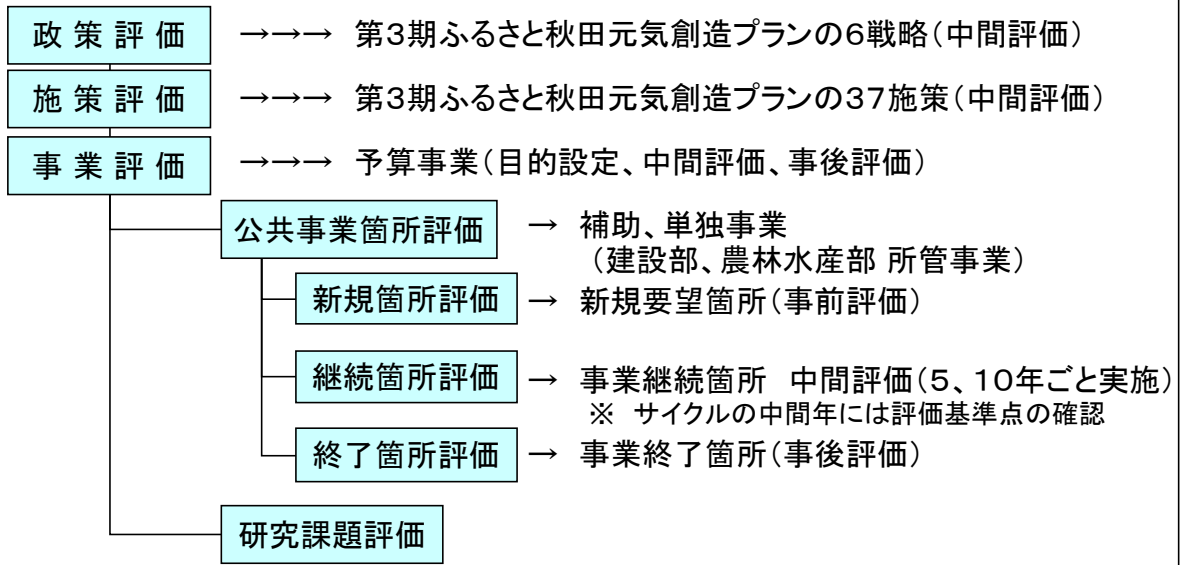 政策評価 →→→ 第3期ふるさと秋田元気創造プランの6戦略(中間評価)
施策評価 →→→ 第3期ふるさと秋田元気創造プランの37施策(中間評価)
事業評価 →→→ 予算事業(目的設定、中間評価、事後評価)
公共事業箇所評価 → 補助、単独事業
(建設部、農林水産部 所管事業)
新規箇所評価 → 新規要望箇所(事前評価)
継続箇所評価 → 事業継続箇所 中間評価(5、10年ごと実施)
※ サイクルの中間年には評価基準点の確認
終了箇所評価 → 事業終了箇所(事後評価)
研究課題評価